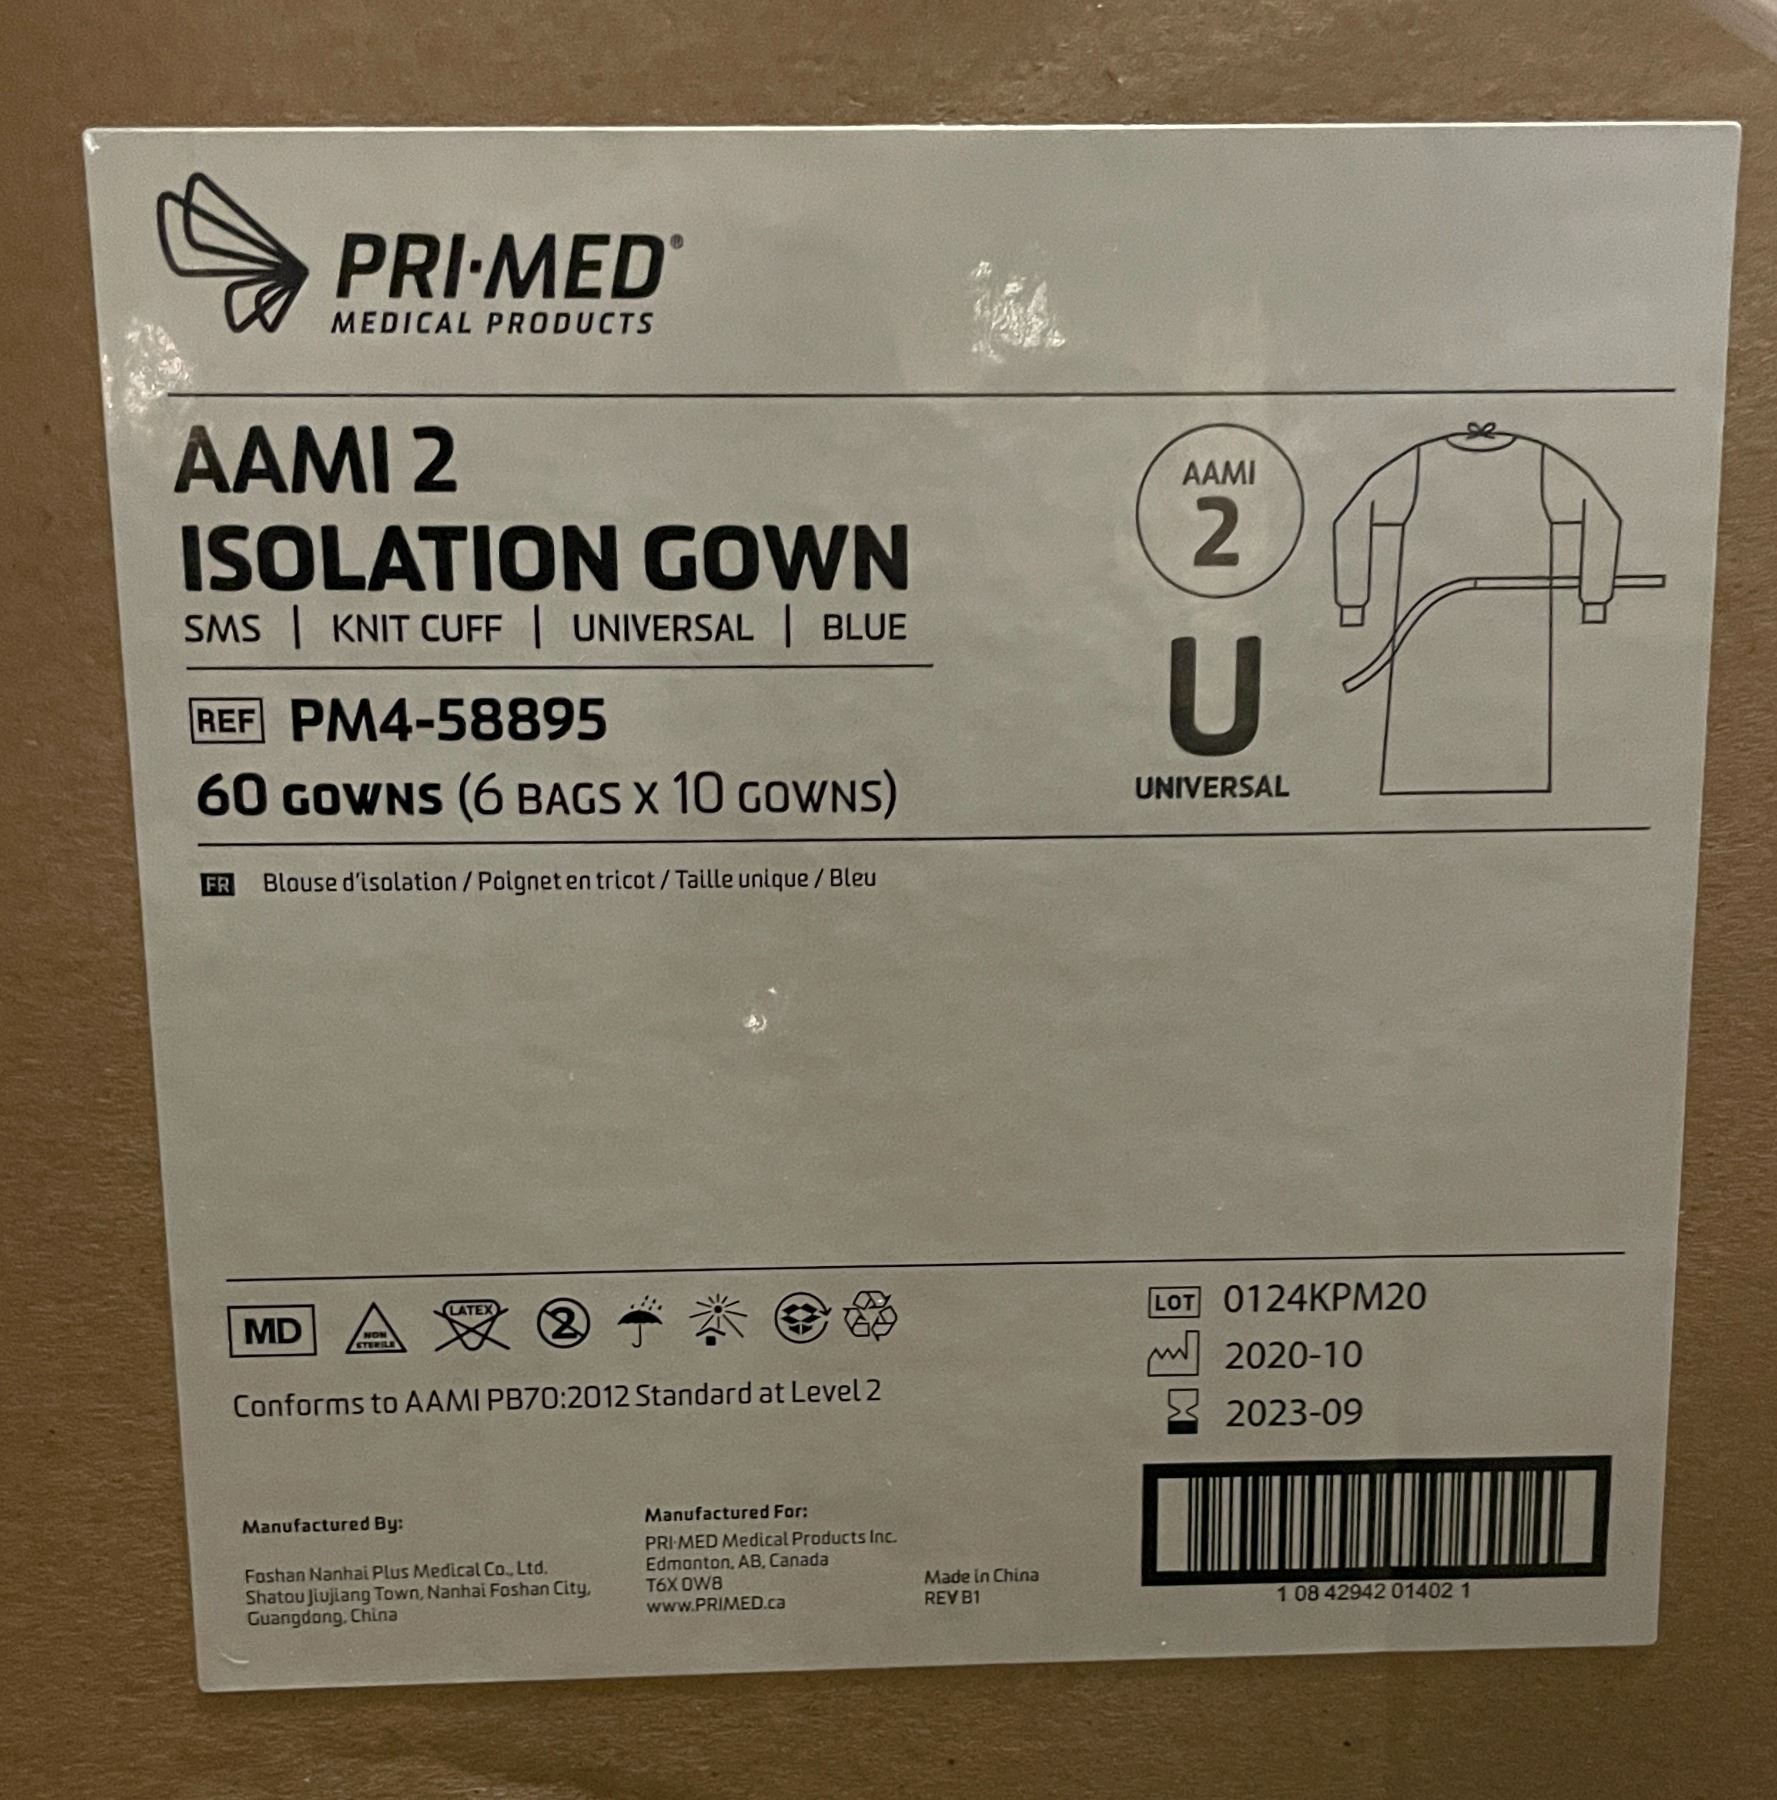 PRI·MED®
MEDICAL PRODUCTS
AAMI 2
ISOLATION GOWN
SMS | KNIT CUFF | UNIVERSAL | BLUE
REF PM4-58895
60 GOWNS (6 BAGS X 10 GOWNS)
AAMI
2
U
UNIVERSAL
FR Blouse d'isolation / Poignet en tricot / Taille unique / Bleu
MD
NON
STERILE
LATEX
2
Conforms to AAMI PB70:2012 Standard at Level 2
LOT 0124KPM20
2020-10
2023-09
Manufactured By:
Foshan Nanhai Plus Medical Co., Ltd.
Shatou Jiujiang Town, Nanhai Foshan City,
Guangdong, China
Manufactured For:
PRI·MED Medical Products Inc.
Edmonton, AB, Canada
T6X 0W8
www.PRIMED.ca
Made in China
REV B1
1 08 42942 01402 1